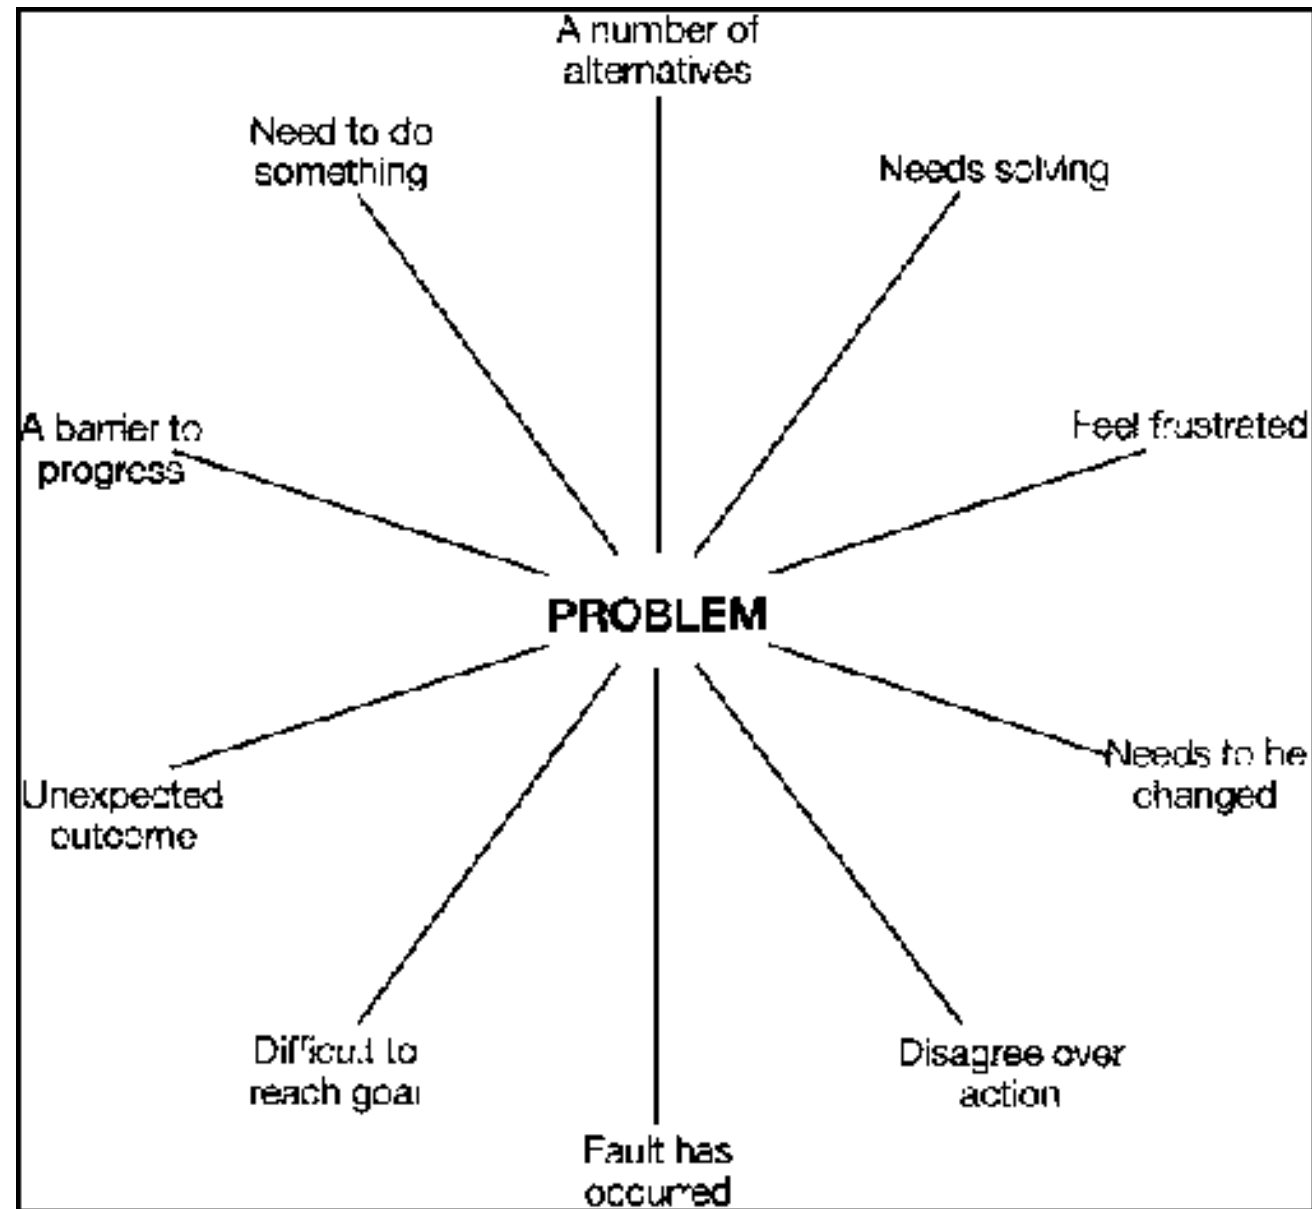 A number of
alternatives
Need to do
something
Needs solving
A barrier to
progress
Feel frustrated
PROBLEM
Unexpected
outcome
Needs to be
changed
Difficult to
reach goal
Disagree over
action
Fault has
occurred